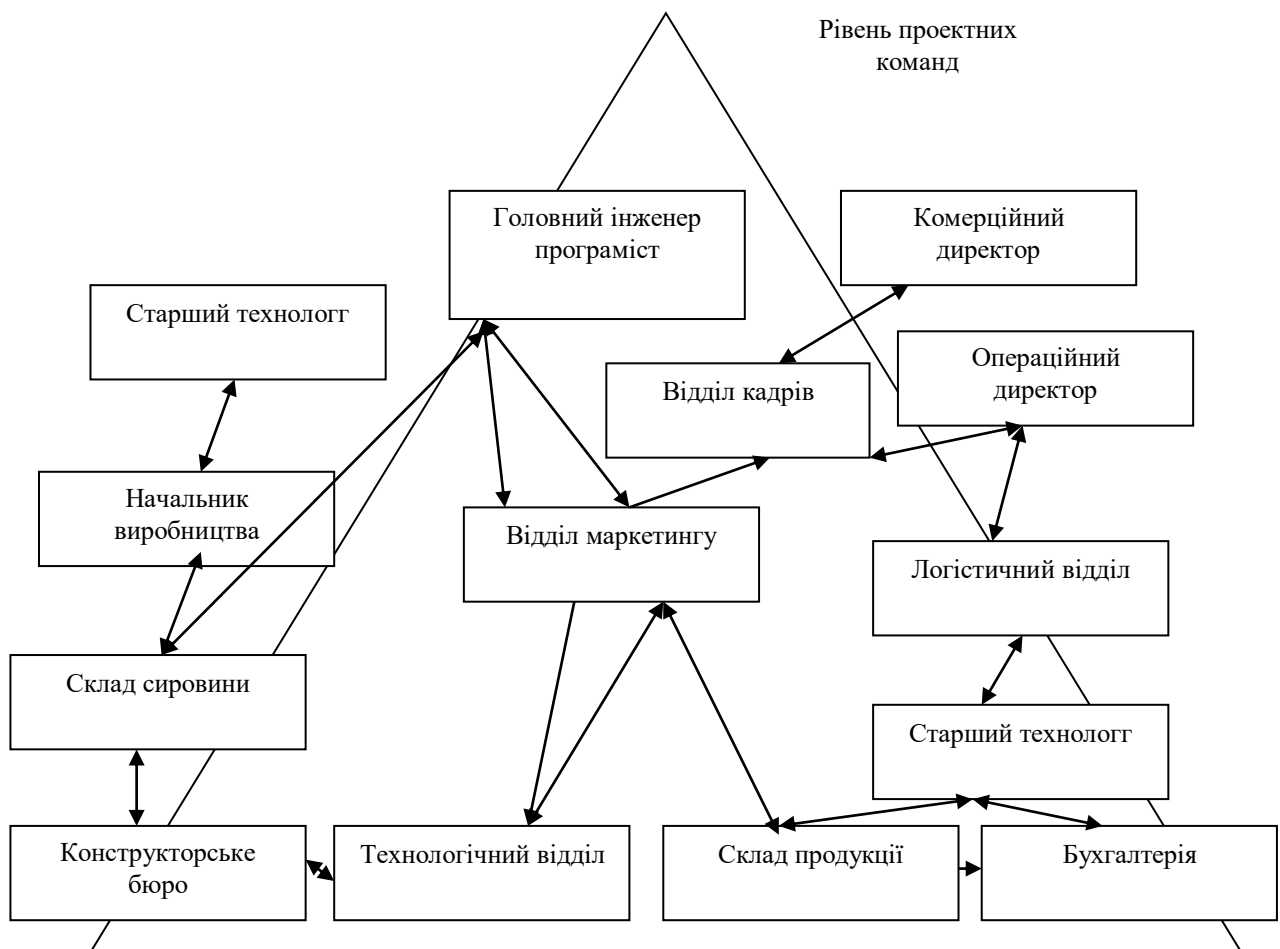 Рівень проектних
команд
Головний інженер
програміст
Комерційний
директор
Старший технологг
Операційний
директор
Відділ кадрів
Начальник
виробництва
Відділ маркетингу
Логістичний відділ
Склад сировини
Старший технологг
Конструкторське
бюро
Технологічний відділ
Склад продукції
Бухгалтерія